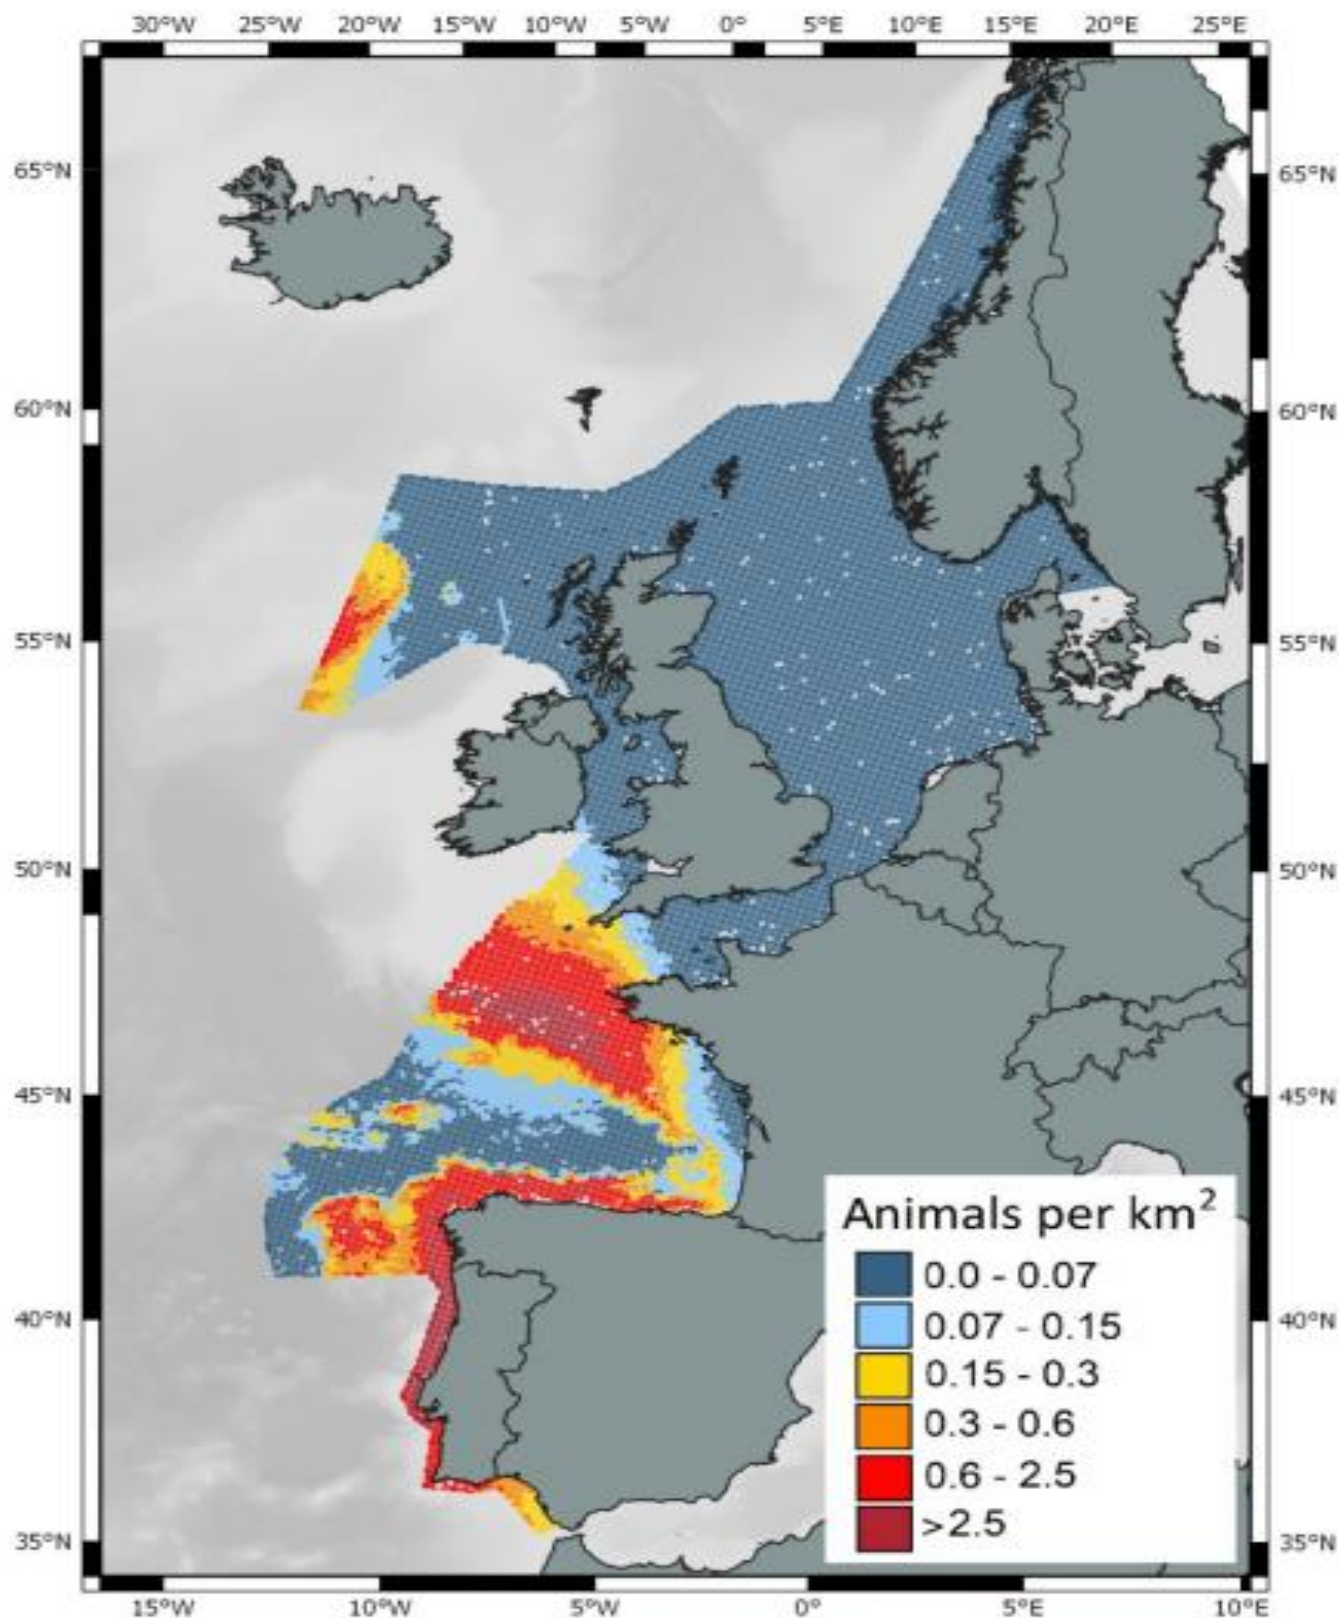 30°W 25°W 20°W 15°W 10°W 5°W 0° 5°E 10°E 15°E 20°E 25°E
65°N 65°N
60°N 60°N
55°N 55°N
50°N 50°N
45°N 45°N
Animals per km²
0.0 - 0.07
0.07 - 0.15
40°N 40°N
0.15 - 0.3
0.3 - 0.6
0.6 - 2.5
>2.5
35°N 35°N
15°W 10°W 5°W 0° 5°E 10°E